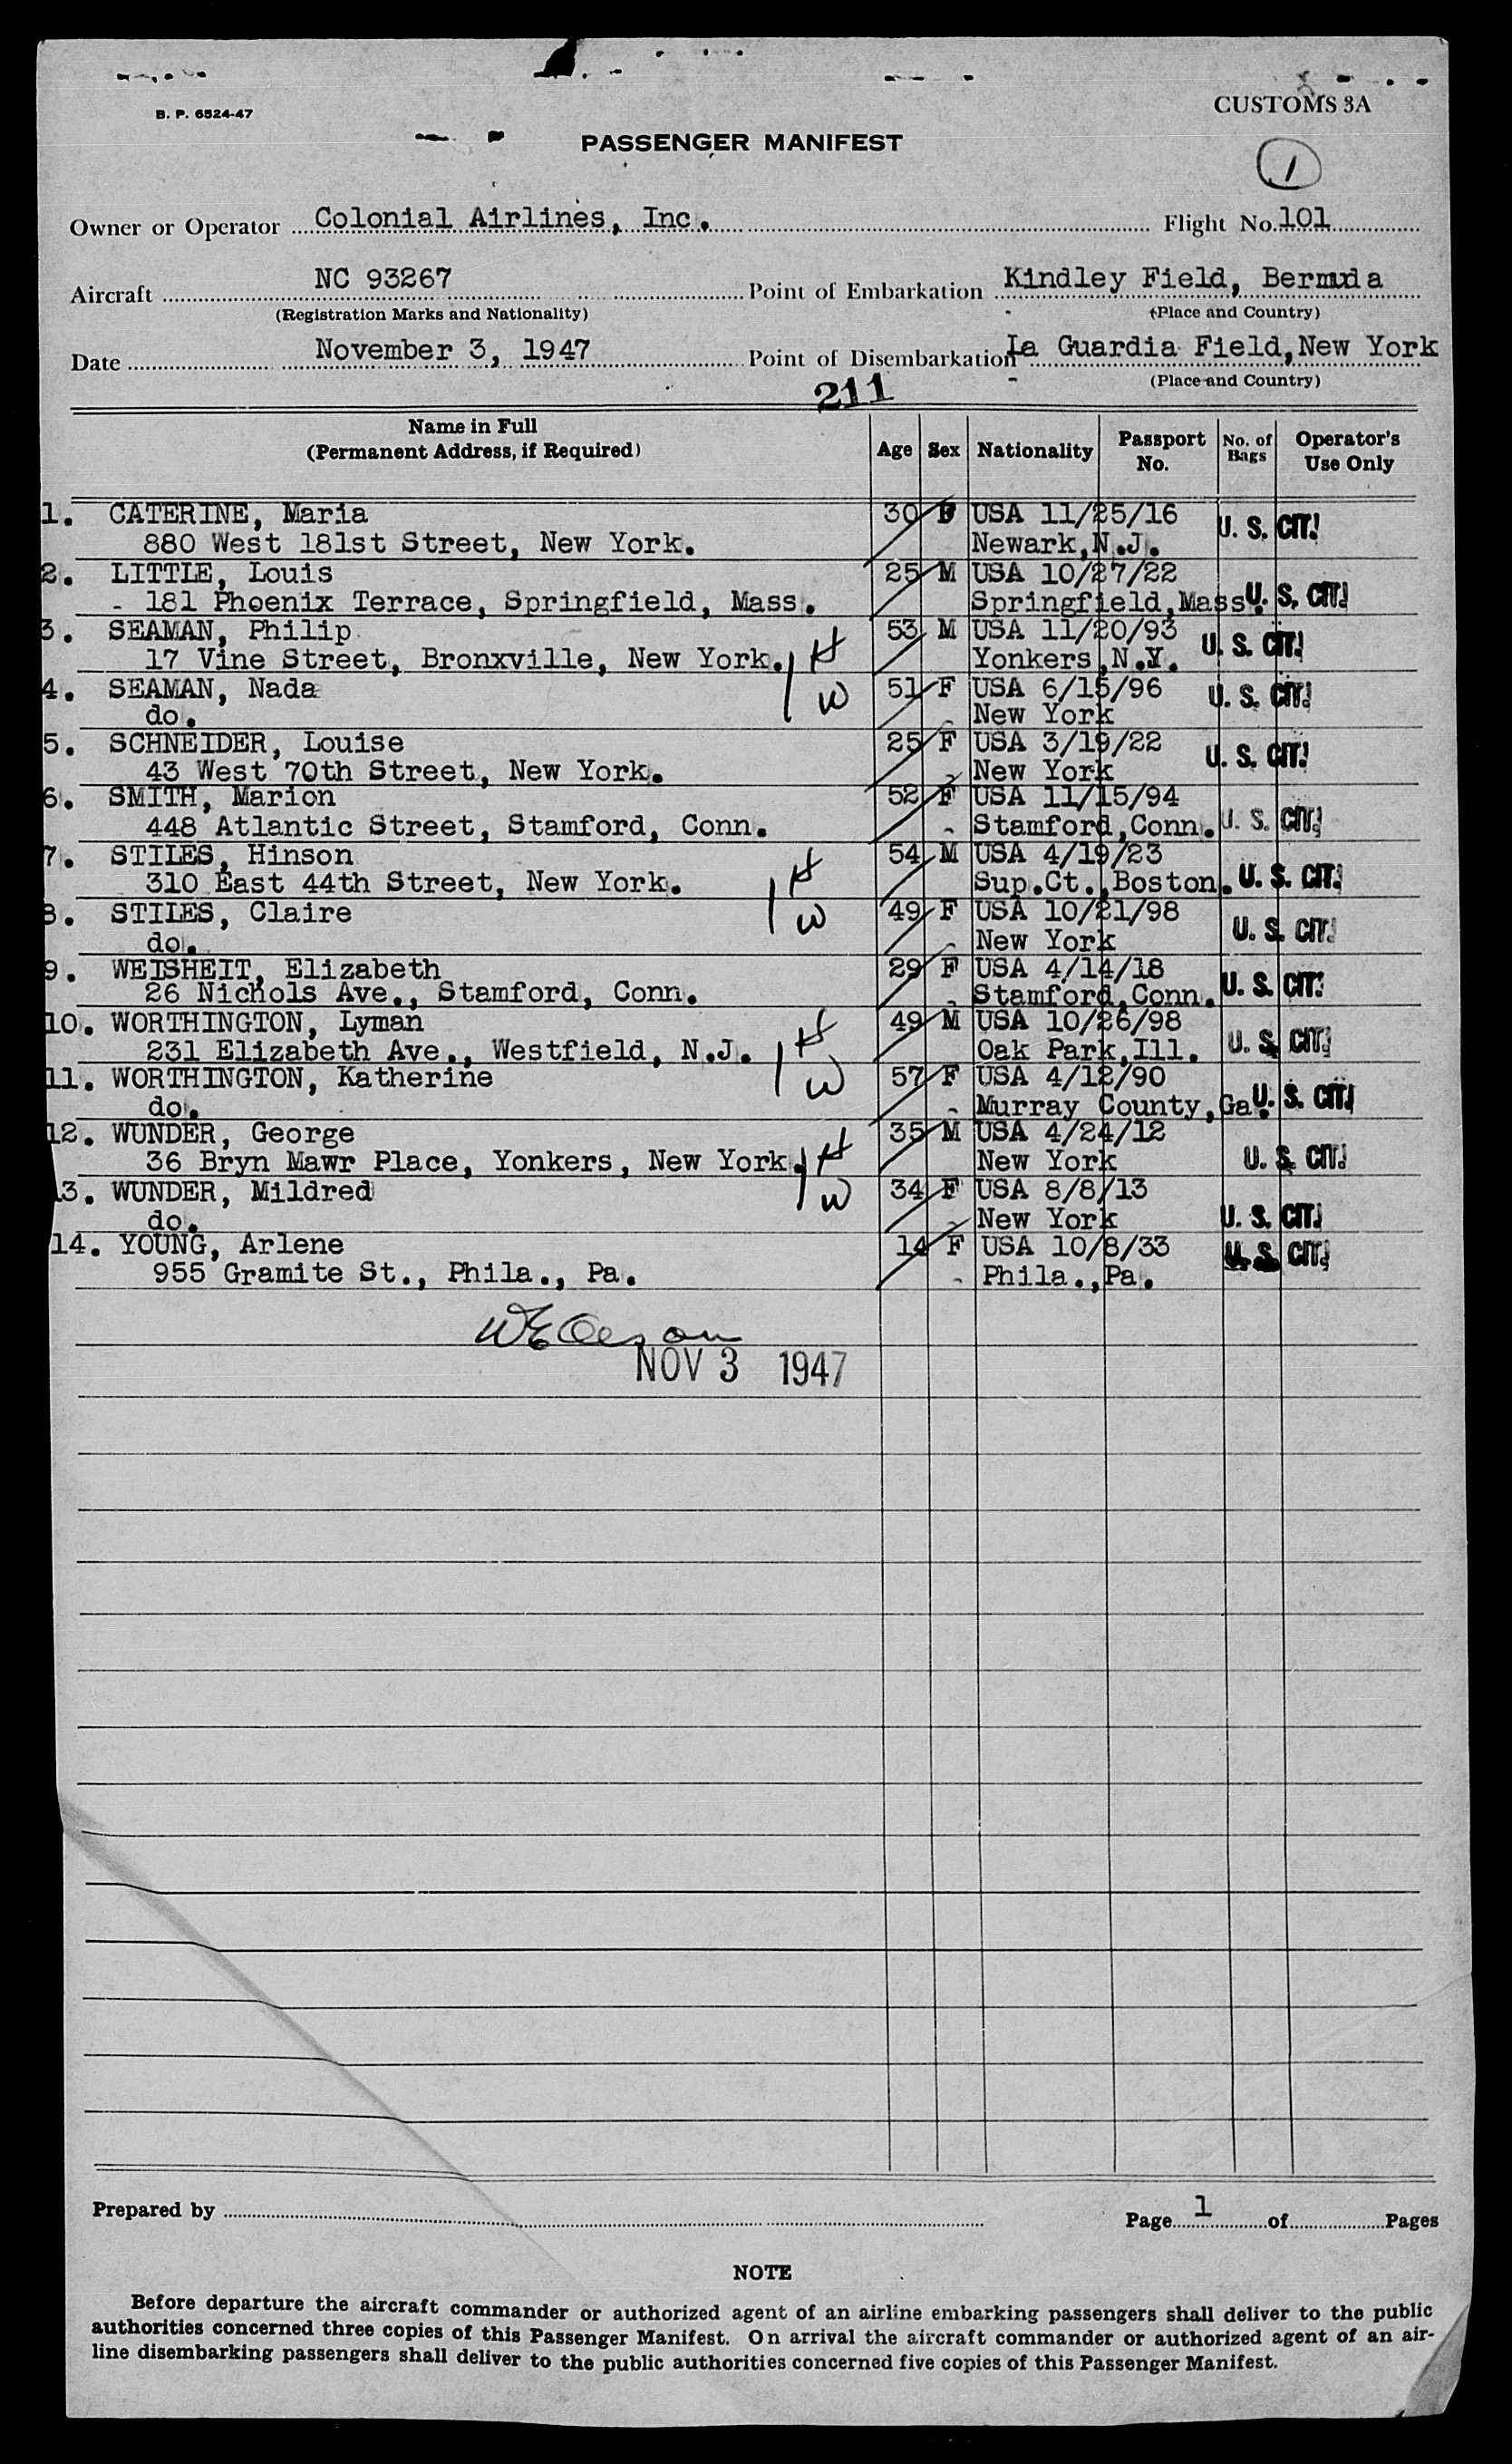 B. P. 6524-47
CUSTOMS 3A
PASSENGER MANIFEST
1
Owner or Operator Colonial Airlines, Inc. Flight No. 101
Aircraft NC 93267 Point of Embarkation Kindley Field, Bermuda
(Registration Marks and Nationality) (Place and Country)
Date November 3, 1947 Point of Disembarkation La Guardia Field, New York
(Place and Country)
211
Name in Full (Permanent Address, if Required) Age Sex Nationality Passport No. No. of Bags Operator's Use Only
1. CATERINE, Maria 30 F USA 11/25/16 U. S. CIT.
880 West 181st Street, New York. Newark, N.J.
2. LITTLE, Louis 25 M USA 10/27/22
- 181 Phoenix Terrace, Springfield, Mass. Springfield, Mass. U. S. CIT.
3. SEAMAN, Philip 53 M USA 11/20/93 U. S. CIT.
17 Vine Street, Bronxville, New York. H Yonkers, N.Y.
4. SEAMAN, Nada W 51 F USA 6/15/96 U. S. CIT.
do. New York
5. SCHNEIDER, Louise 25 F USA 3/19/22 U. S. CIT.
43 West 70th Street, New York. New York
6. SMITH, Marion 52 F USA 11/15/94
448 Atlantic Street, Stamford, Conn. Stamford, Conn. U. S. CIT.
7. STILES, Hinson H 54 M USA 4/19/23
310 East 44th Street, New York. Sup.Ct., Boston. U. S. CIT.
8. STILES, Claire W 49 F USA 10/21/98 U. S. CIT.
do. New York
9. WEISHEIT, Elizabeth 29 F USA 4/14/18 U. S. CIT.
26 Nichols Ave., Stamford, Conn. Stamford, Conn.
10. WORTHINGTON, Lyman H 49 M USA 10/26/98 U. S. CIT.
231 Elizabeth Ave., Westfield, N.J. Oak Park, Ill.
11. WORTHINGTON, Katherine W 57 F USA 4/12/90 U. S. CIT.
do. Murray County, Ga.
12. WUNDER, George 35 M USA 4/24/12
36 Bryn Mawr Place, Yonkers, New York. H New York U. S. CIT.
13. WUNDER, Mildred W 34 F USA 8/8/13
do. New York U. S. CIT.
14. YOUNG, Arlene 14 F USA 10/8/33 U. S. CIT.
955 Gramite St., Phila., Pa. Phila., Pa.
NOV 3 1947
Prepared by Page 1 of Pages
NOTE
Before departure the aircraft commander or authorized agent of an airline embarking passengers shall deliver to the public
authorities concerned three copies of this Passenger Manifest. On arrival the aircraft commander or authorized agent of an air-
line disembarking passengers shall deliver to the public authorities concerned five copies of this Passenger Manifest.